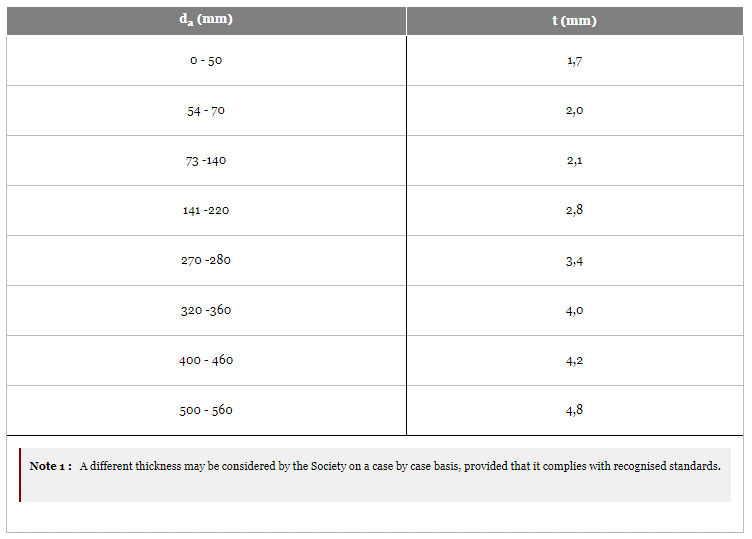 da (mm) t (mm)
0 - 50 1,7
54 - 70 2,0
73 -140 2,1
141 -220 2,8
270 -280 3,4
320 -360 4,0
400 - 460 4,2
500 - 560 4,8
Note 1 : A different thickness may be considered by the Society on a case by case basis, provided that it complies with recognised standards.